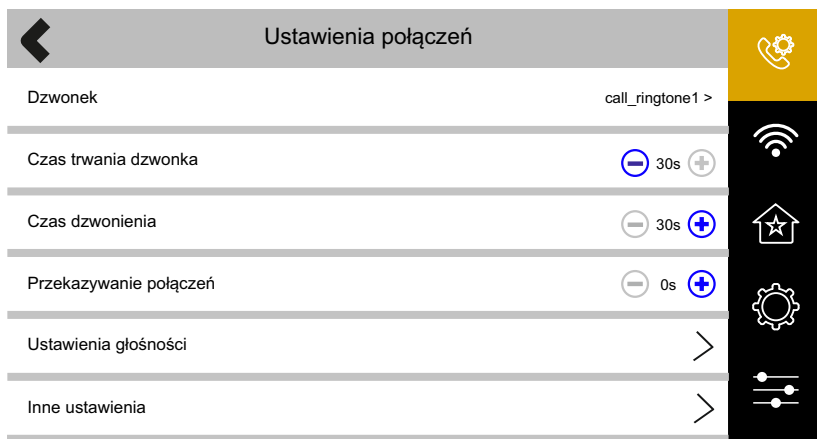 Ustawienia połączeń
Dzwonek call_ringtone1 >
Czas trwania dzwonka 30s
Czas dzwonienia 30s
Przekazywanie połączeń 0s
Ustawienia głośności
Inne ustawienia